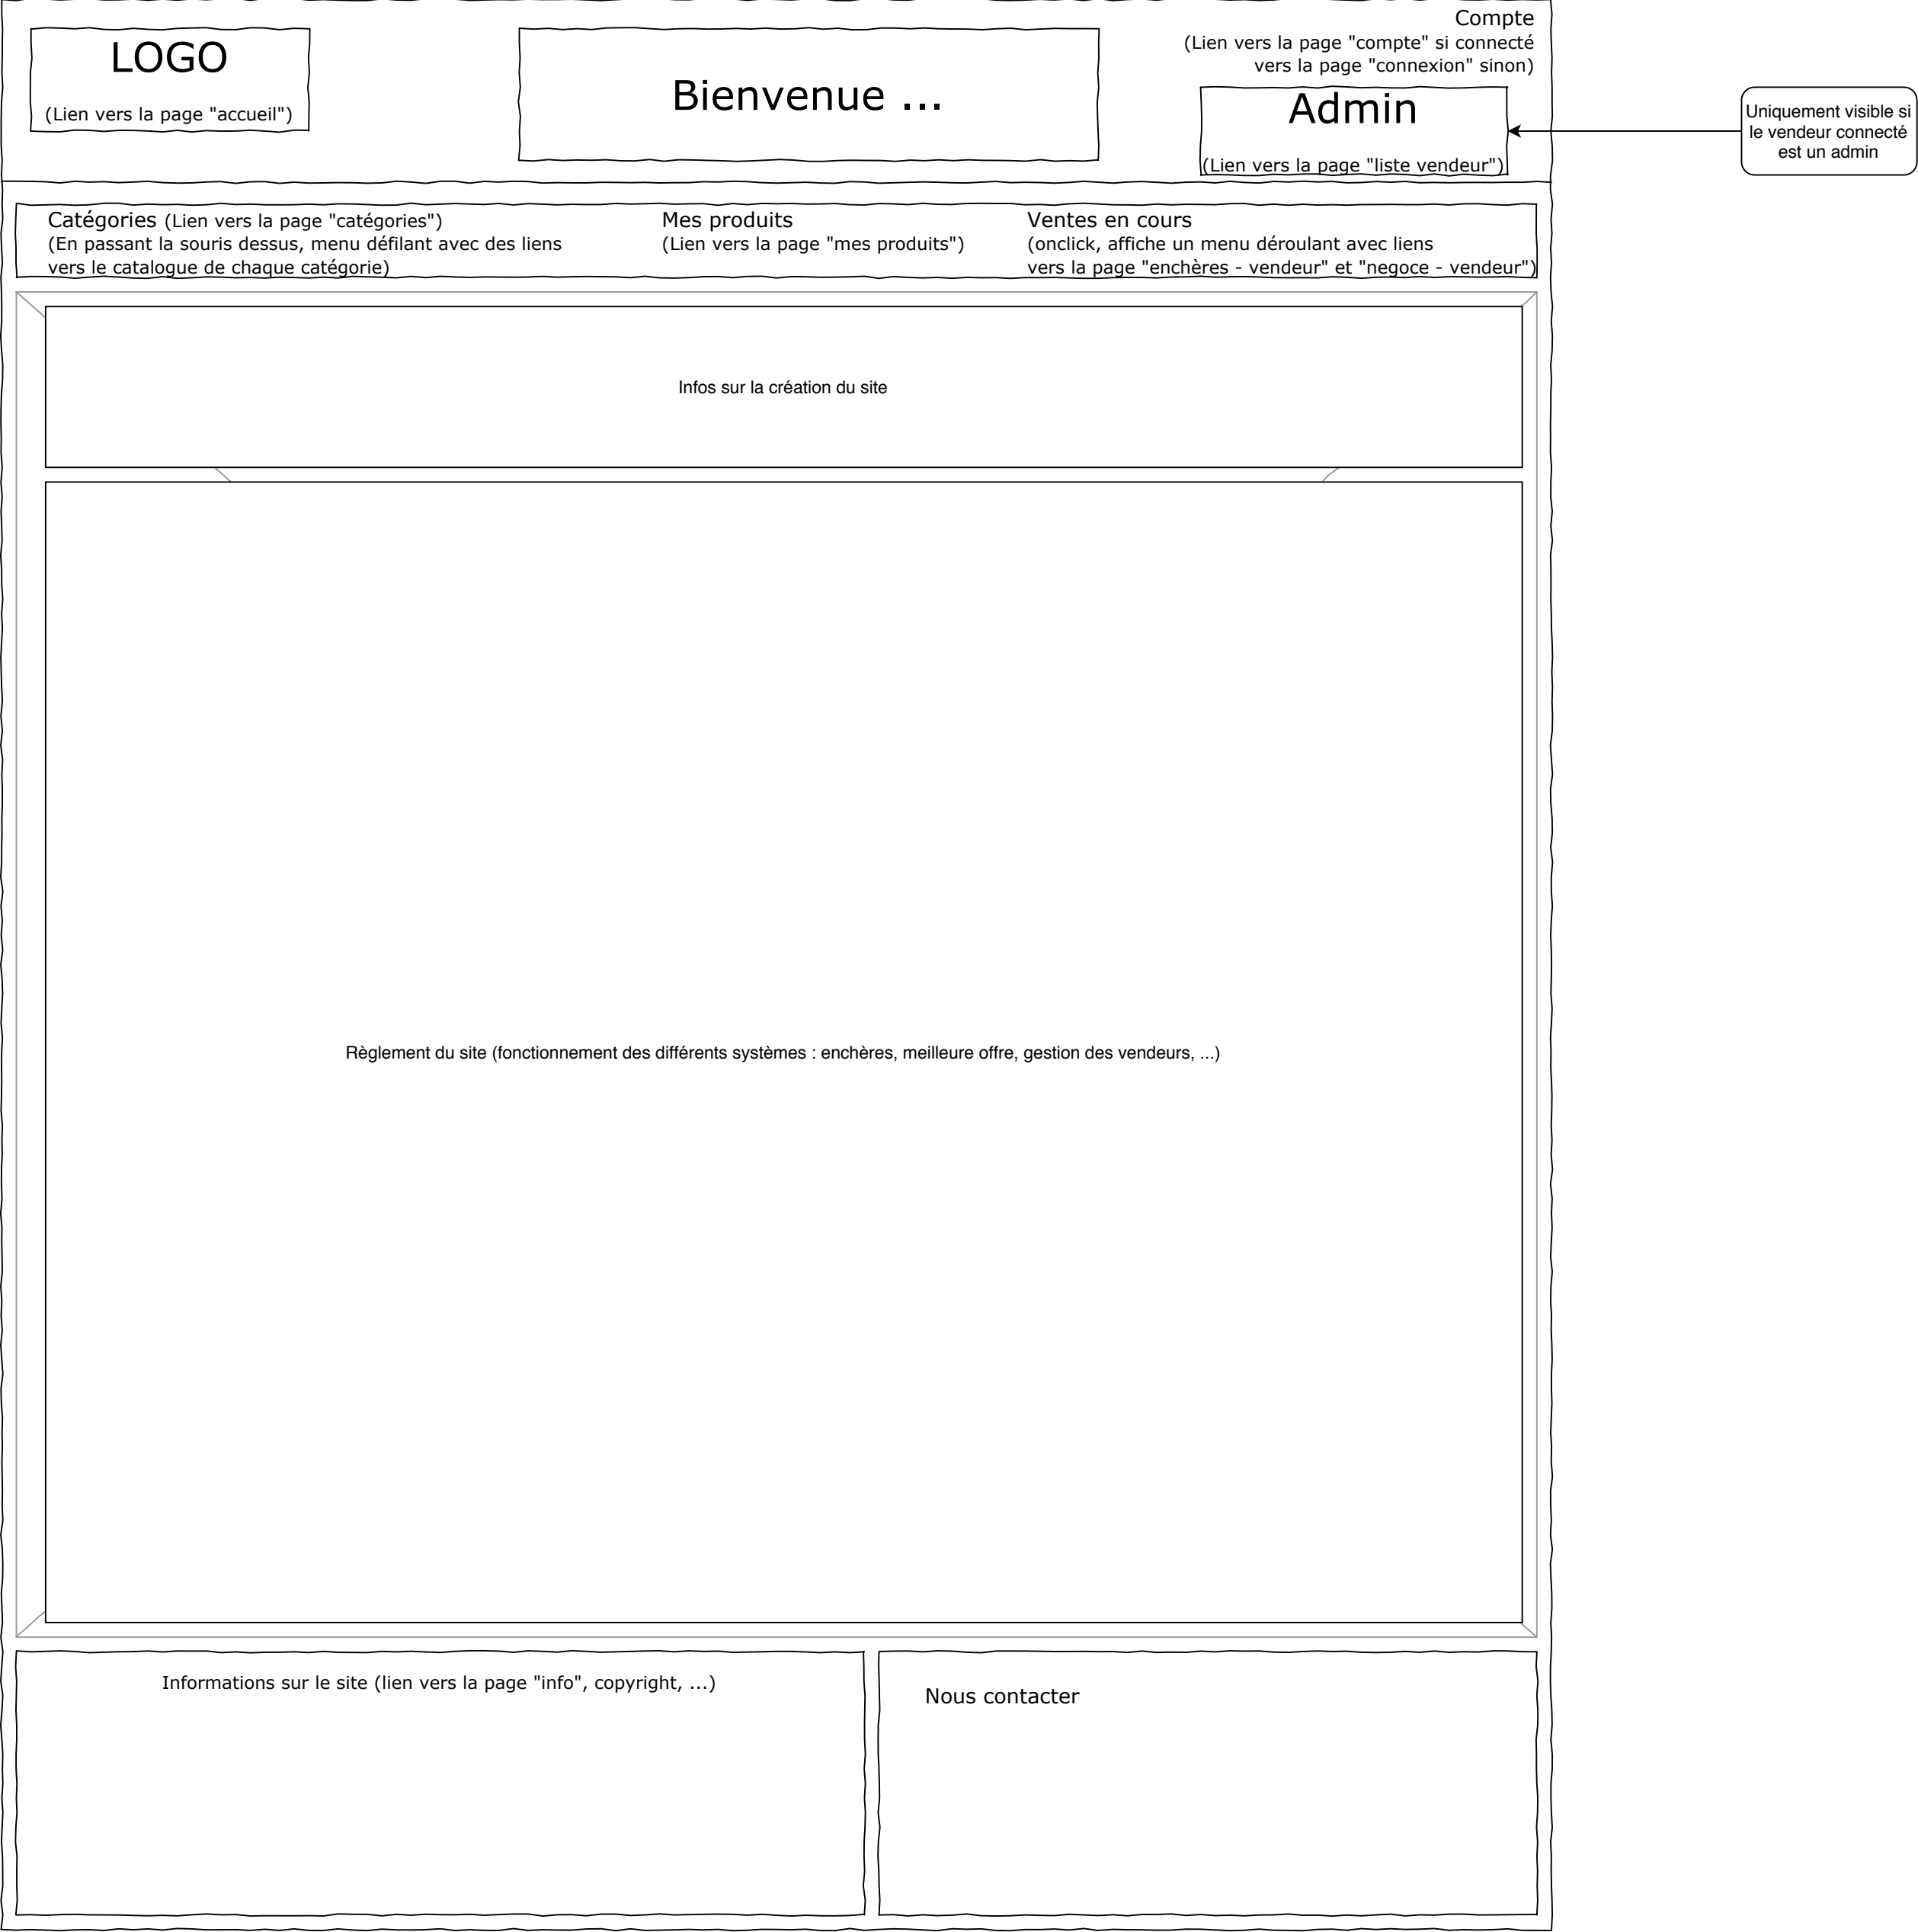 LOGO
(Lien vers la page "accueil")
Bienvenue ...
Compte
(Lien vers la page "compte" si connecté
vers la page "connexion" sinon)
Admin
(Lien vers la page "liste vendeur")
Uniquement visible si
le vendeur connecté
est un admin
Catégories (Lien vers la page "catégories")
(En passant la souris dessus, menu défilant avec des liens
vers le catalogue de chaque catégorie)
Mes produits
(Lien vers la page "mes produits")
Ventes en cours
(onclick, affiche un menu déroulant avec liens
vers la page "enchères - vendeur" et "negoce - vendeur")
Infos sur la création du site
Règlement du site (fonctionnement des différents systèmes : enchères, meilleure offre, gestion des vendeurs, ...)
Informations sur le site (lien vers la page "info", copyright, ...)
Nous contacter